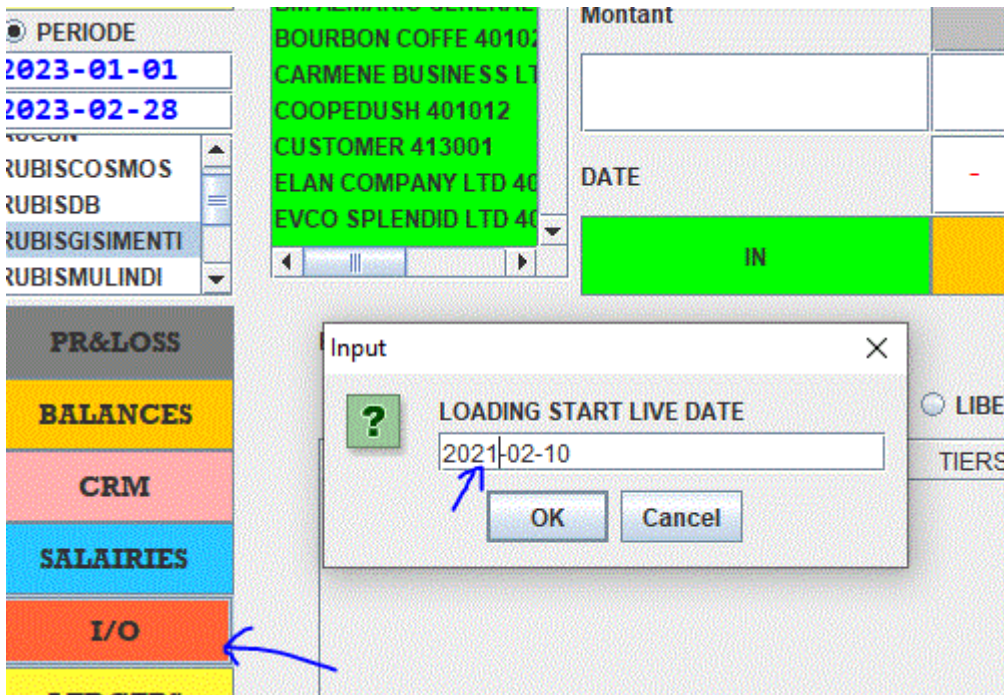 PERIODE
2023-01-01
2023-02-28
AUCUN
RUBISCOSMOS
RUBISDB
RUBISGISIMENTI
RUBISMULINDI
BOURBON COFFE 40102
CARMENE BUSINESS LT
COOPEDUSH 401012
CUSTOMER 413001
ELAN COMPANY LTD 40
EVCO SPLENDID LTD 40
Montant
DATE
-
IN
PR&LOSS
BALANCES
CRM
SALAIRIES
I/O
Input
LOADING START LIVE DATE
2021-02-10
OK
Cancel
LIBE
TIERS